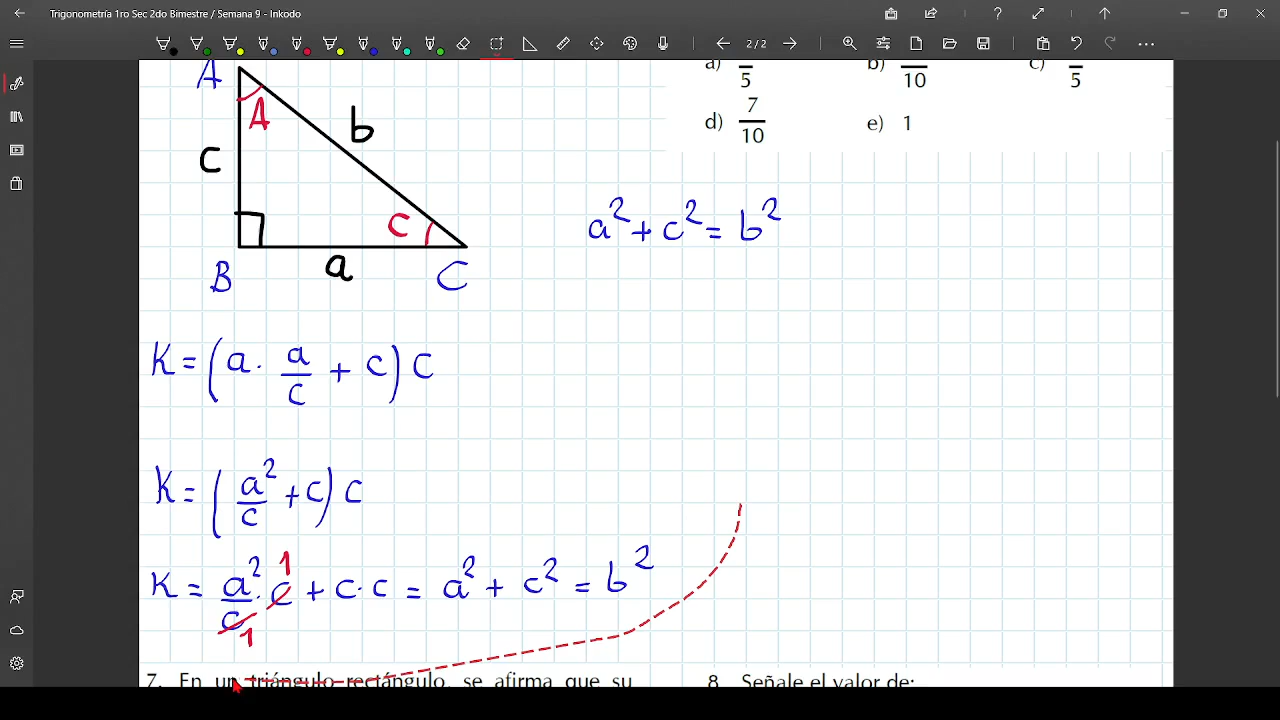 Trigonometría 1ro Sec 2do Bimestre / Semana 9 - Inkodo
2/2
a) 5
b) 10
c) 5
d) 7/10
e) 1
A
A
b
c
c
B
a
C
a² + c² = b²
K = (a · a/c + c) c
K = (a²/c + c) c
K = a²/c · c + c · c = a² + c² = b²
1
1
7. En un triángulo rectángulo, se afirma que su
8. Señale el valor de: